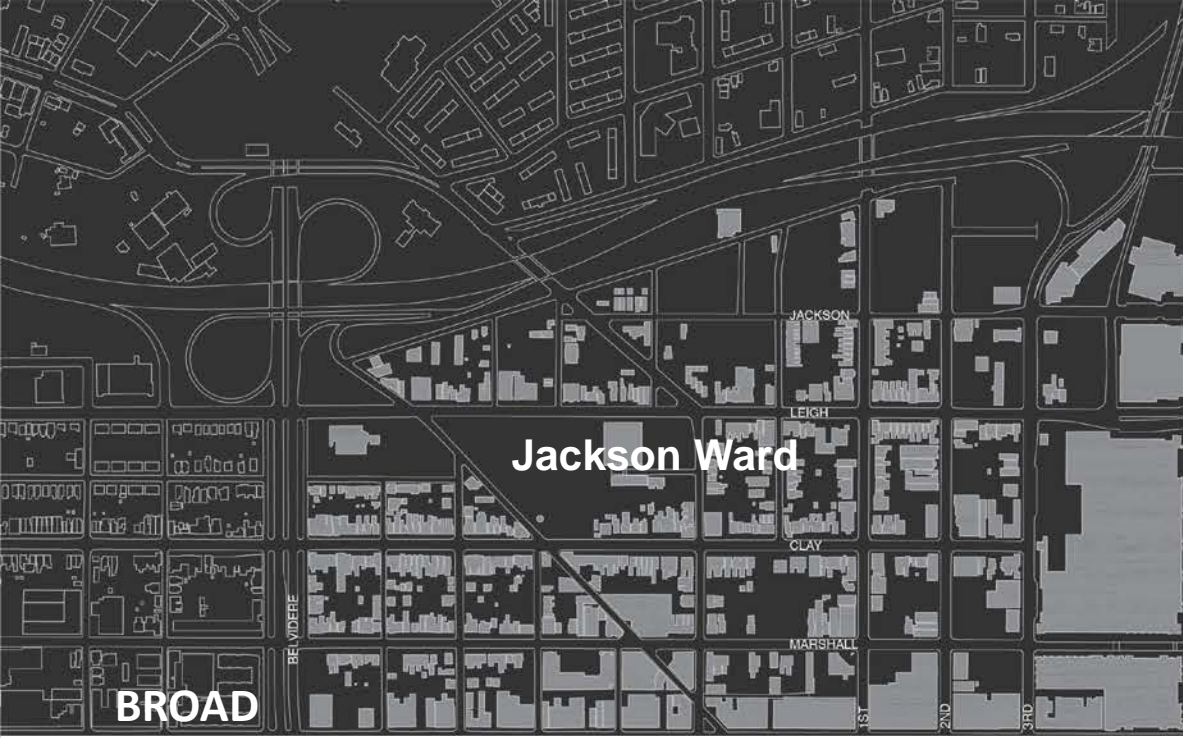 JACKSON
LEIGH
Jackson Ward
CLAY
BELVIDERE
MARSHALL
BROAD
1ST
2ND
3RD